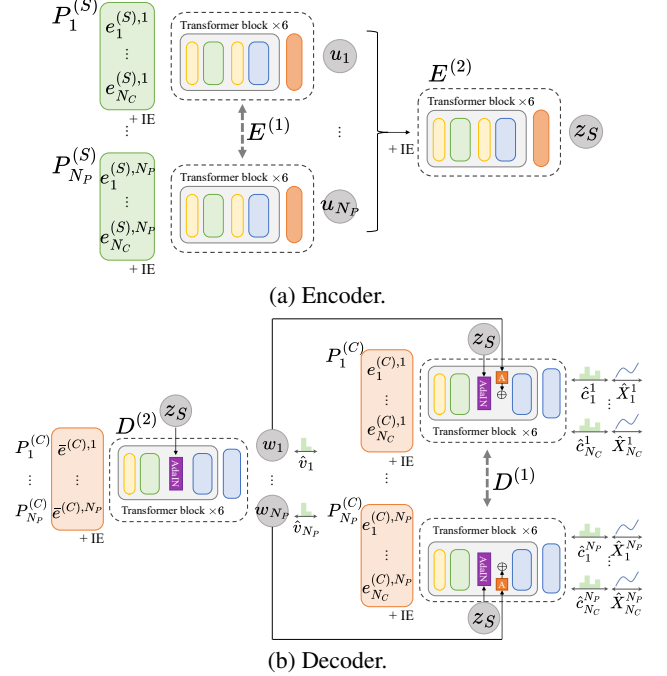 P_1^{(S)}
e_1^{(S),1}
⋮
e_{N_C}^{(S),1}
+ IE
Transformer block ×6
u_1
⋮
E^{(1)}
⋮
P_{N_P}^{(S)}
e_1^{(S),N_P}
⋮
e_{N_C}^{(S),N_P}
+ IE
Transformer block ×6
u_{N_P}
+ IE
E^{(2)}
Transformer block ×6
z_S
(a) Encoder.
P_1^{(C)}
⋮
P_{N_P}^{(C)}
ē^{(C),1}
⋮
ē^{(C),N_P}
+ IE
D^{(2)}
z_S
AdaIN
Transformer block ×6
w_1
v̂_1
⋮
w_{N_P}
v̂_{N_P}
P_1^{(C)}
e_1^{(C),1}
⋮
e_{N_C}^{(C),1}
+ IE
z_S
AdaIN
A
⊕
Transformer block ×6
ĉ_1^1
X̂_1^1
⋮
ĉ_{N_C}^1
X̂_{N_C}^1
⋮
D^{(1)}
P_{N_P}^{(C)}
e_1^{(C),N_P}
⋮
e_{N_C}^{(C),N_P}
+ IE
Transformer block ×6
AdaIN
⊕
A
z_S
ĉ_1^{N_P}
X̂_1^{N_P}
⋮
ĉ_{N_C}^{N_P}
X̂_{N_C}^{N_P}
(b) Decoder.